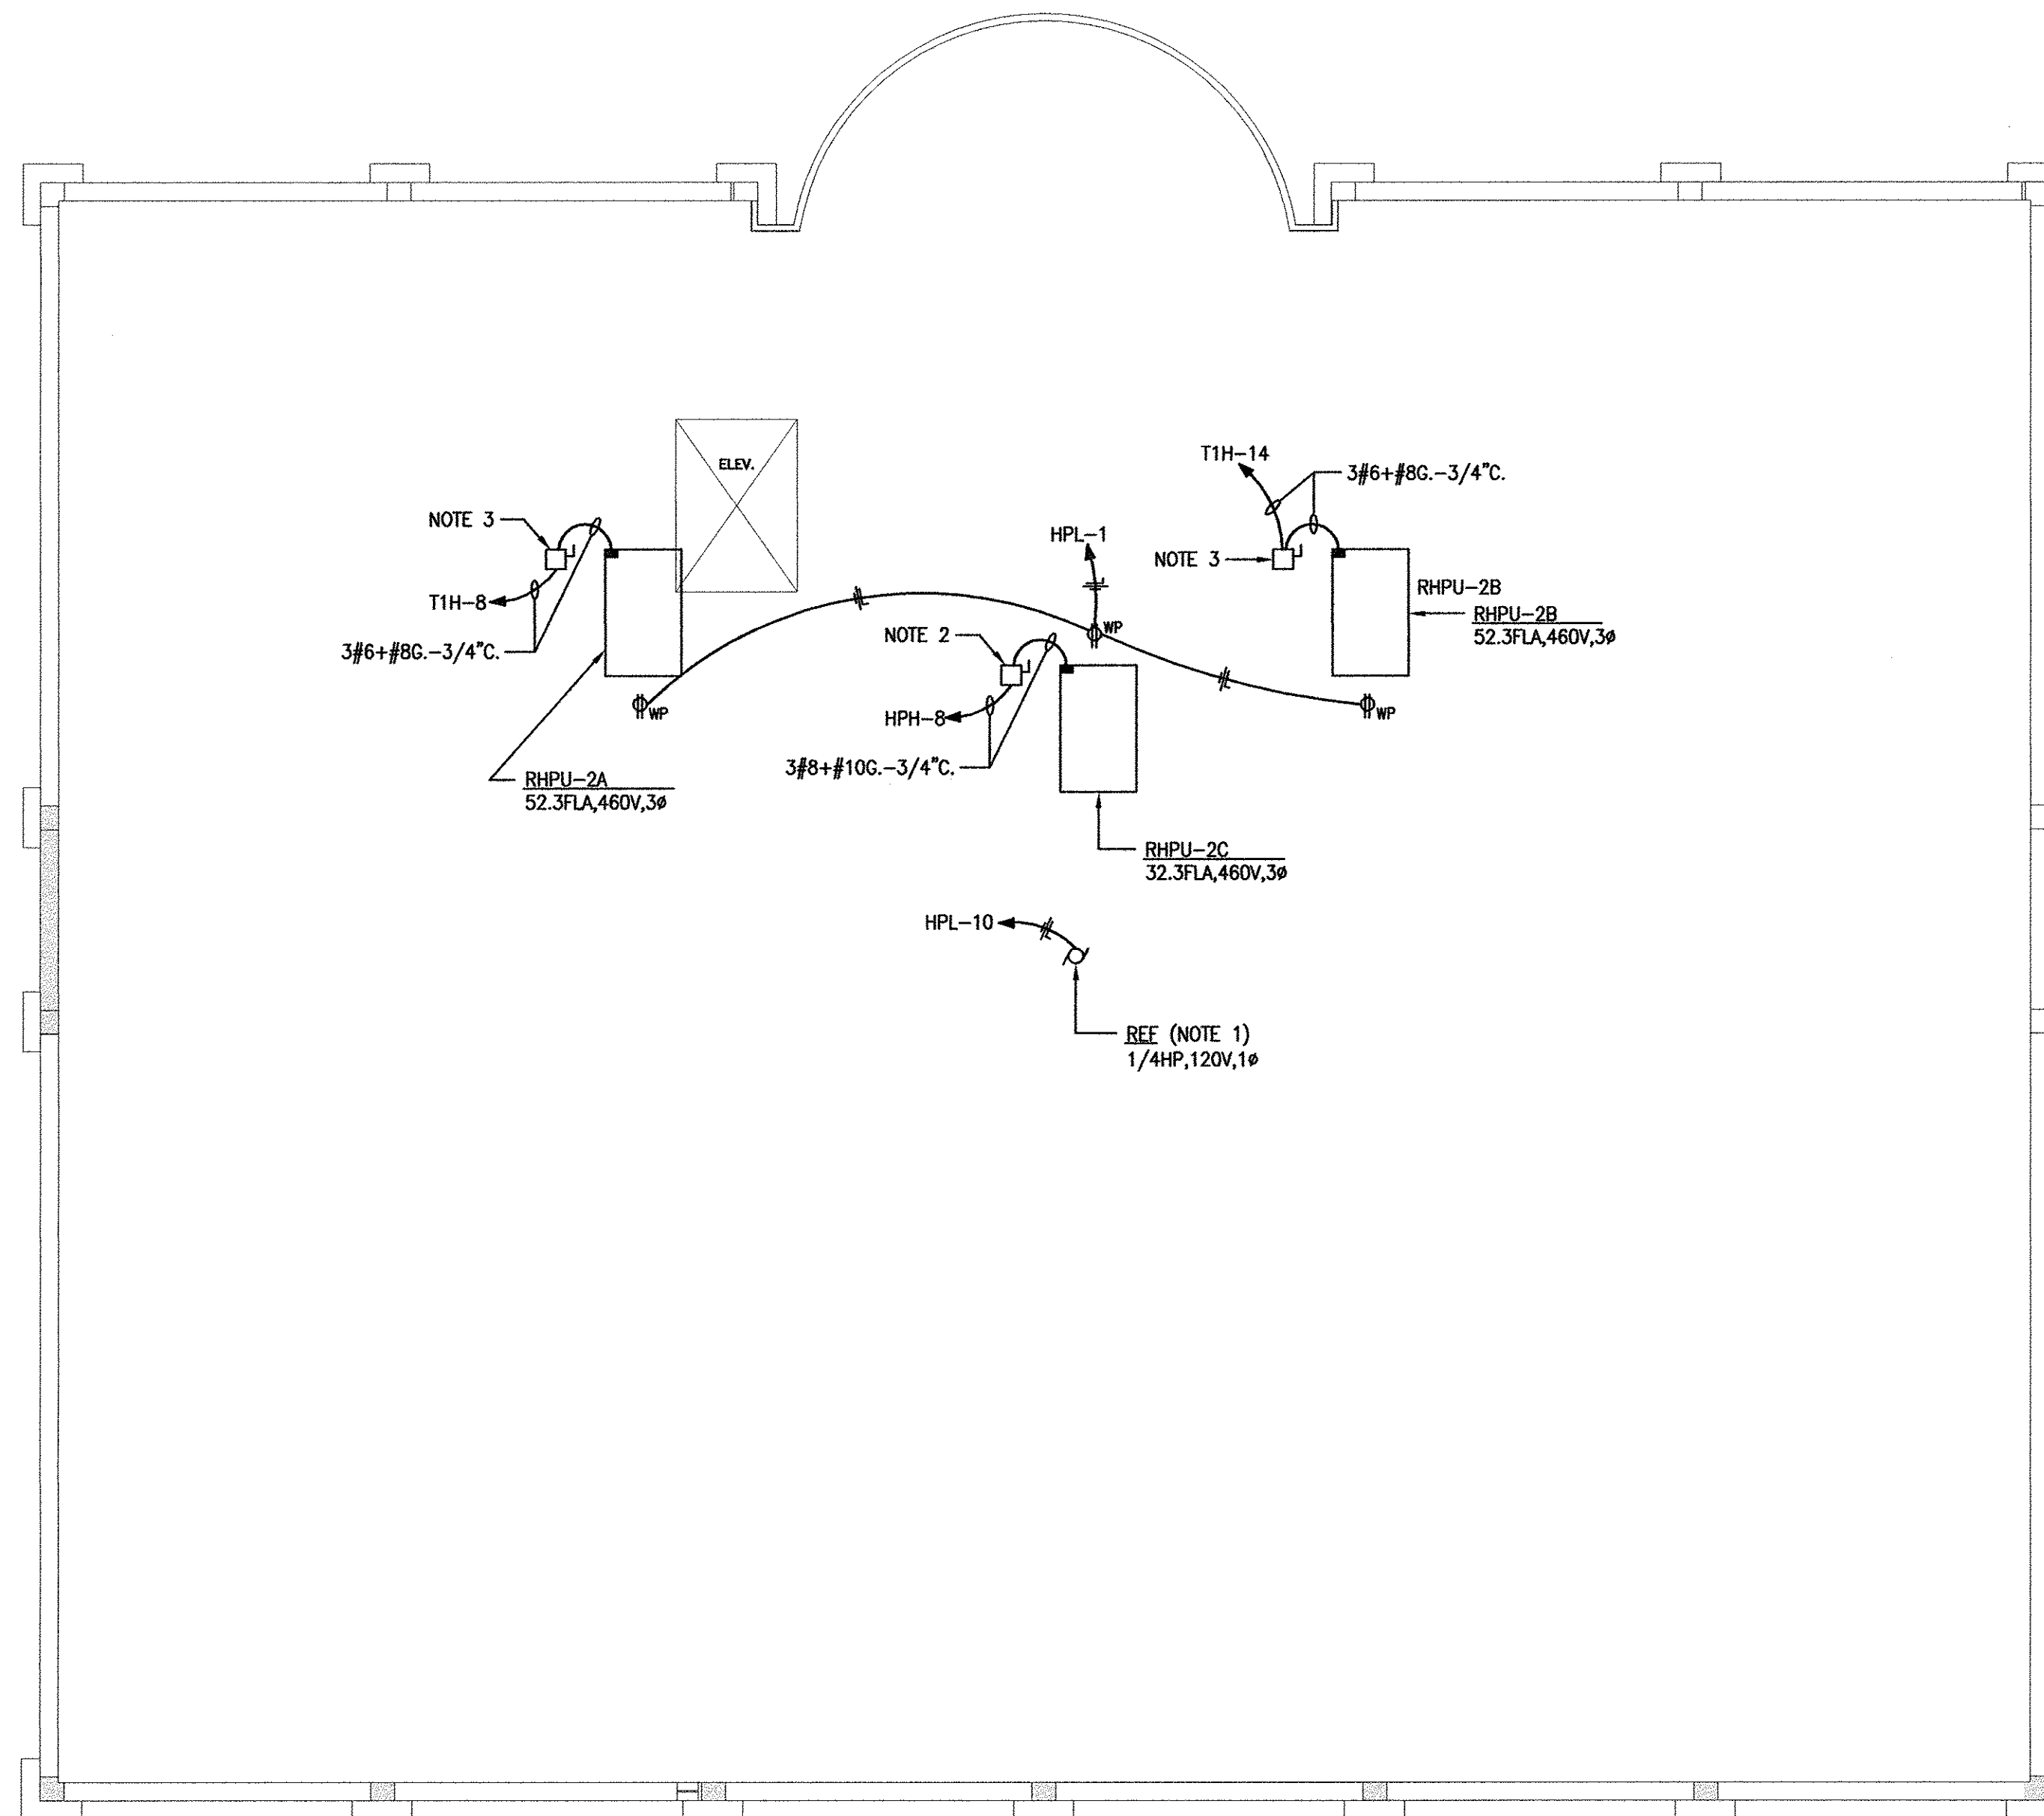 ELEV.
T1H-14
3#6+#8G.-3/4"C.
NOTE 3
HPL-1
NOTE 3
RHPU-2B
T1H-8
RHPU-2B
52.3FLA,460V,3ø
WP
NOTE 2
3#6+#8G.-3/4"C.
WP
HPH-8
WP
3#8+#10G.-3/4"C.
RHPU-2A
52.3FLA,460V,3ø
RHPU-2C
32.3FLA,460V,3ø
HPL-10
REF (NOTE 1)
1/4HP,120V,1ø